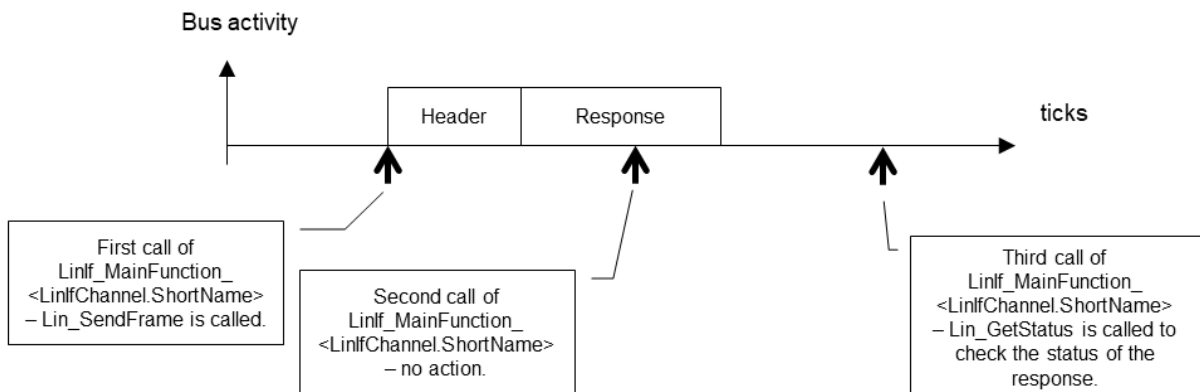 Bus activity
Header
Response
ticks
First call of
LinIf_MainFunction_
<LinIfChannel.ShortName>
– Lin_SendFrame is called.
Second call of
LinIf_MainFunction_
<LinIfChannel.ShortName>
– no action.
Third call of
LinIf_MainFunction_
<LinIfChannel.ShortName>
– Lin_GetStatus is called to
check the status of the
response.